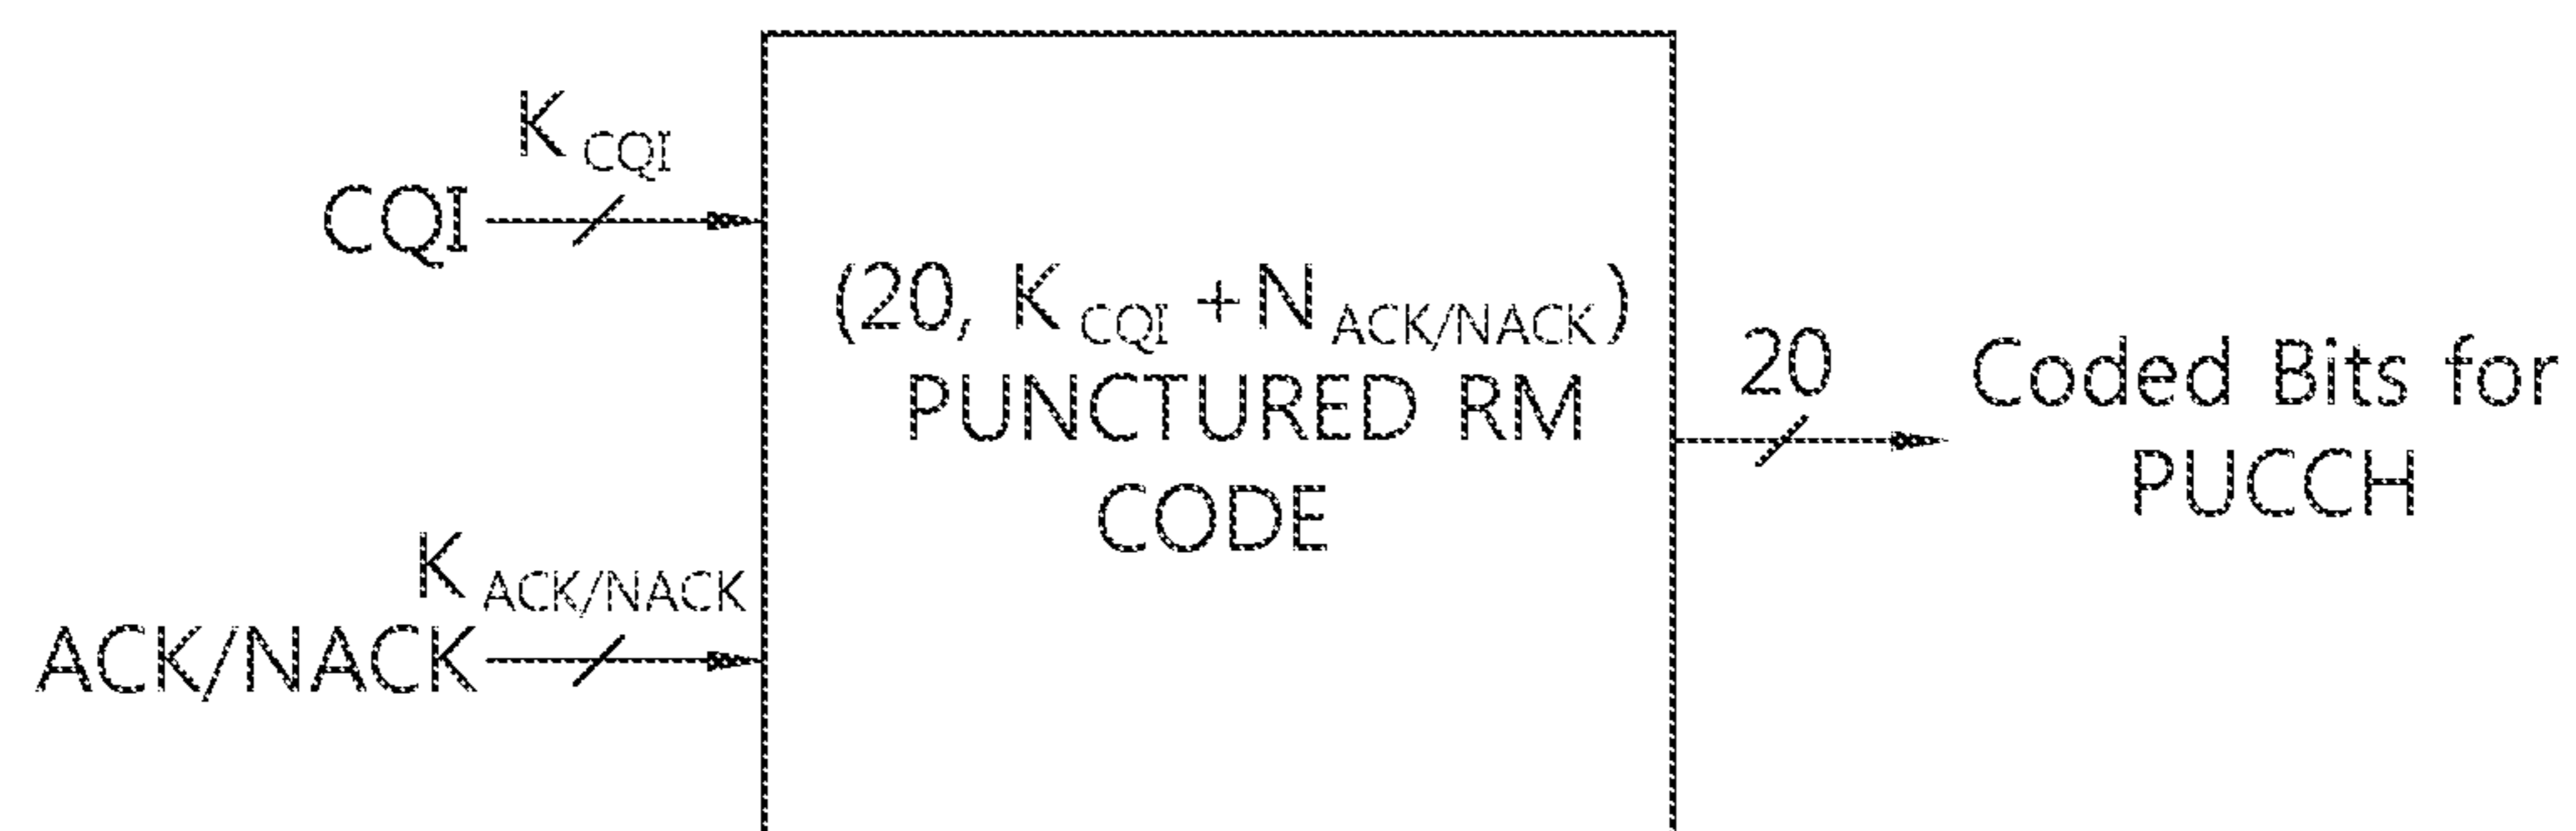 K CQI
CQI
(20, K CQI +N ACK/NACK)
PUNCTURED RM
CODE
K ACK/NACK
ACK/NACK
20
Coded Bits for
PUCCH